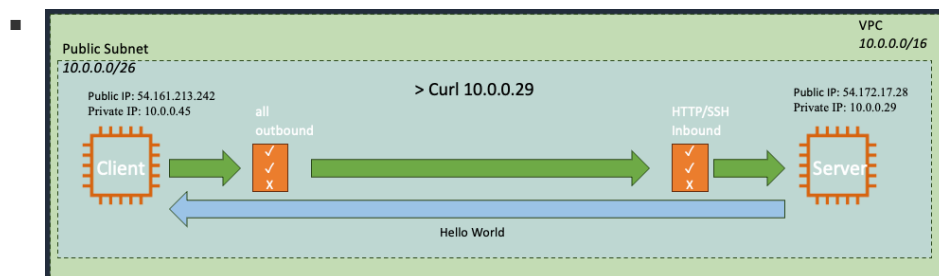 VPC
10.0.0.0/16
Public Subnet
10.0.0.0/26
> Curl 10.0.0.29
Public IP: 54.161.213.242
Private IP: 10.0.0.45
Public IP: 54.172.17.28
Private IP: 10.0.0.29
all
outbound
HTTP/SSH
Inbound
✓
✓
X
✓
✓
X
Client
Server
Hello World